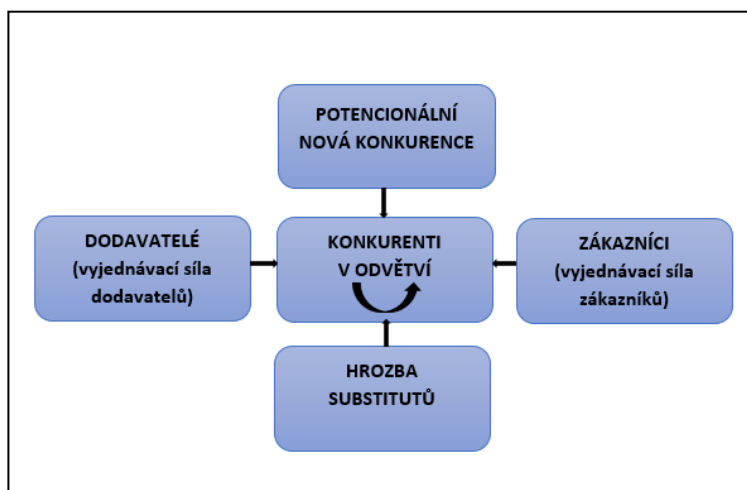 POTENCIONÁLNÍ
NOVÁ KONKURENCE
DODAVATELÉ
(vyjednávací síla
dodavatelů)
KONKURENTI
V ODVĚTVÍ
ZÁKAZNÍCI
(vyjednávací síla
zákazníků)
HROZBA
SUBSTITUTŮ